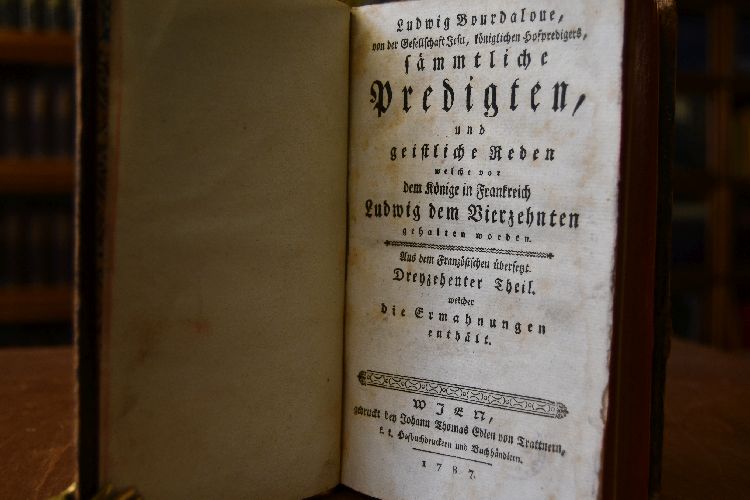 Ludwig Bourdaloue,
von der Gesellschaft Jesu, königlichen Hofpredigers,
sämmtliche
Predigten,
und
geistliche Reden
welche vor
dem Könige in Frankreich
Ludwig dem Vierzehnten
gehalten worden.
Aus dem Französischen übersetzt.
Dreyzehenter Theil.
welcher
die Ermahnungen
enthält.
WIEN,
gedruckt bey Johann Thomas Edlen von Trattnern,
k. k. Hofbuchdruckern und Buchhändlern.
1787.